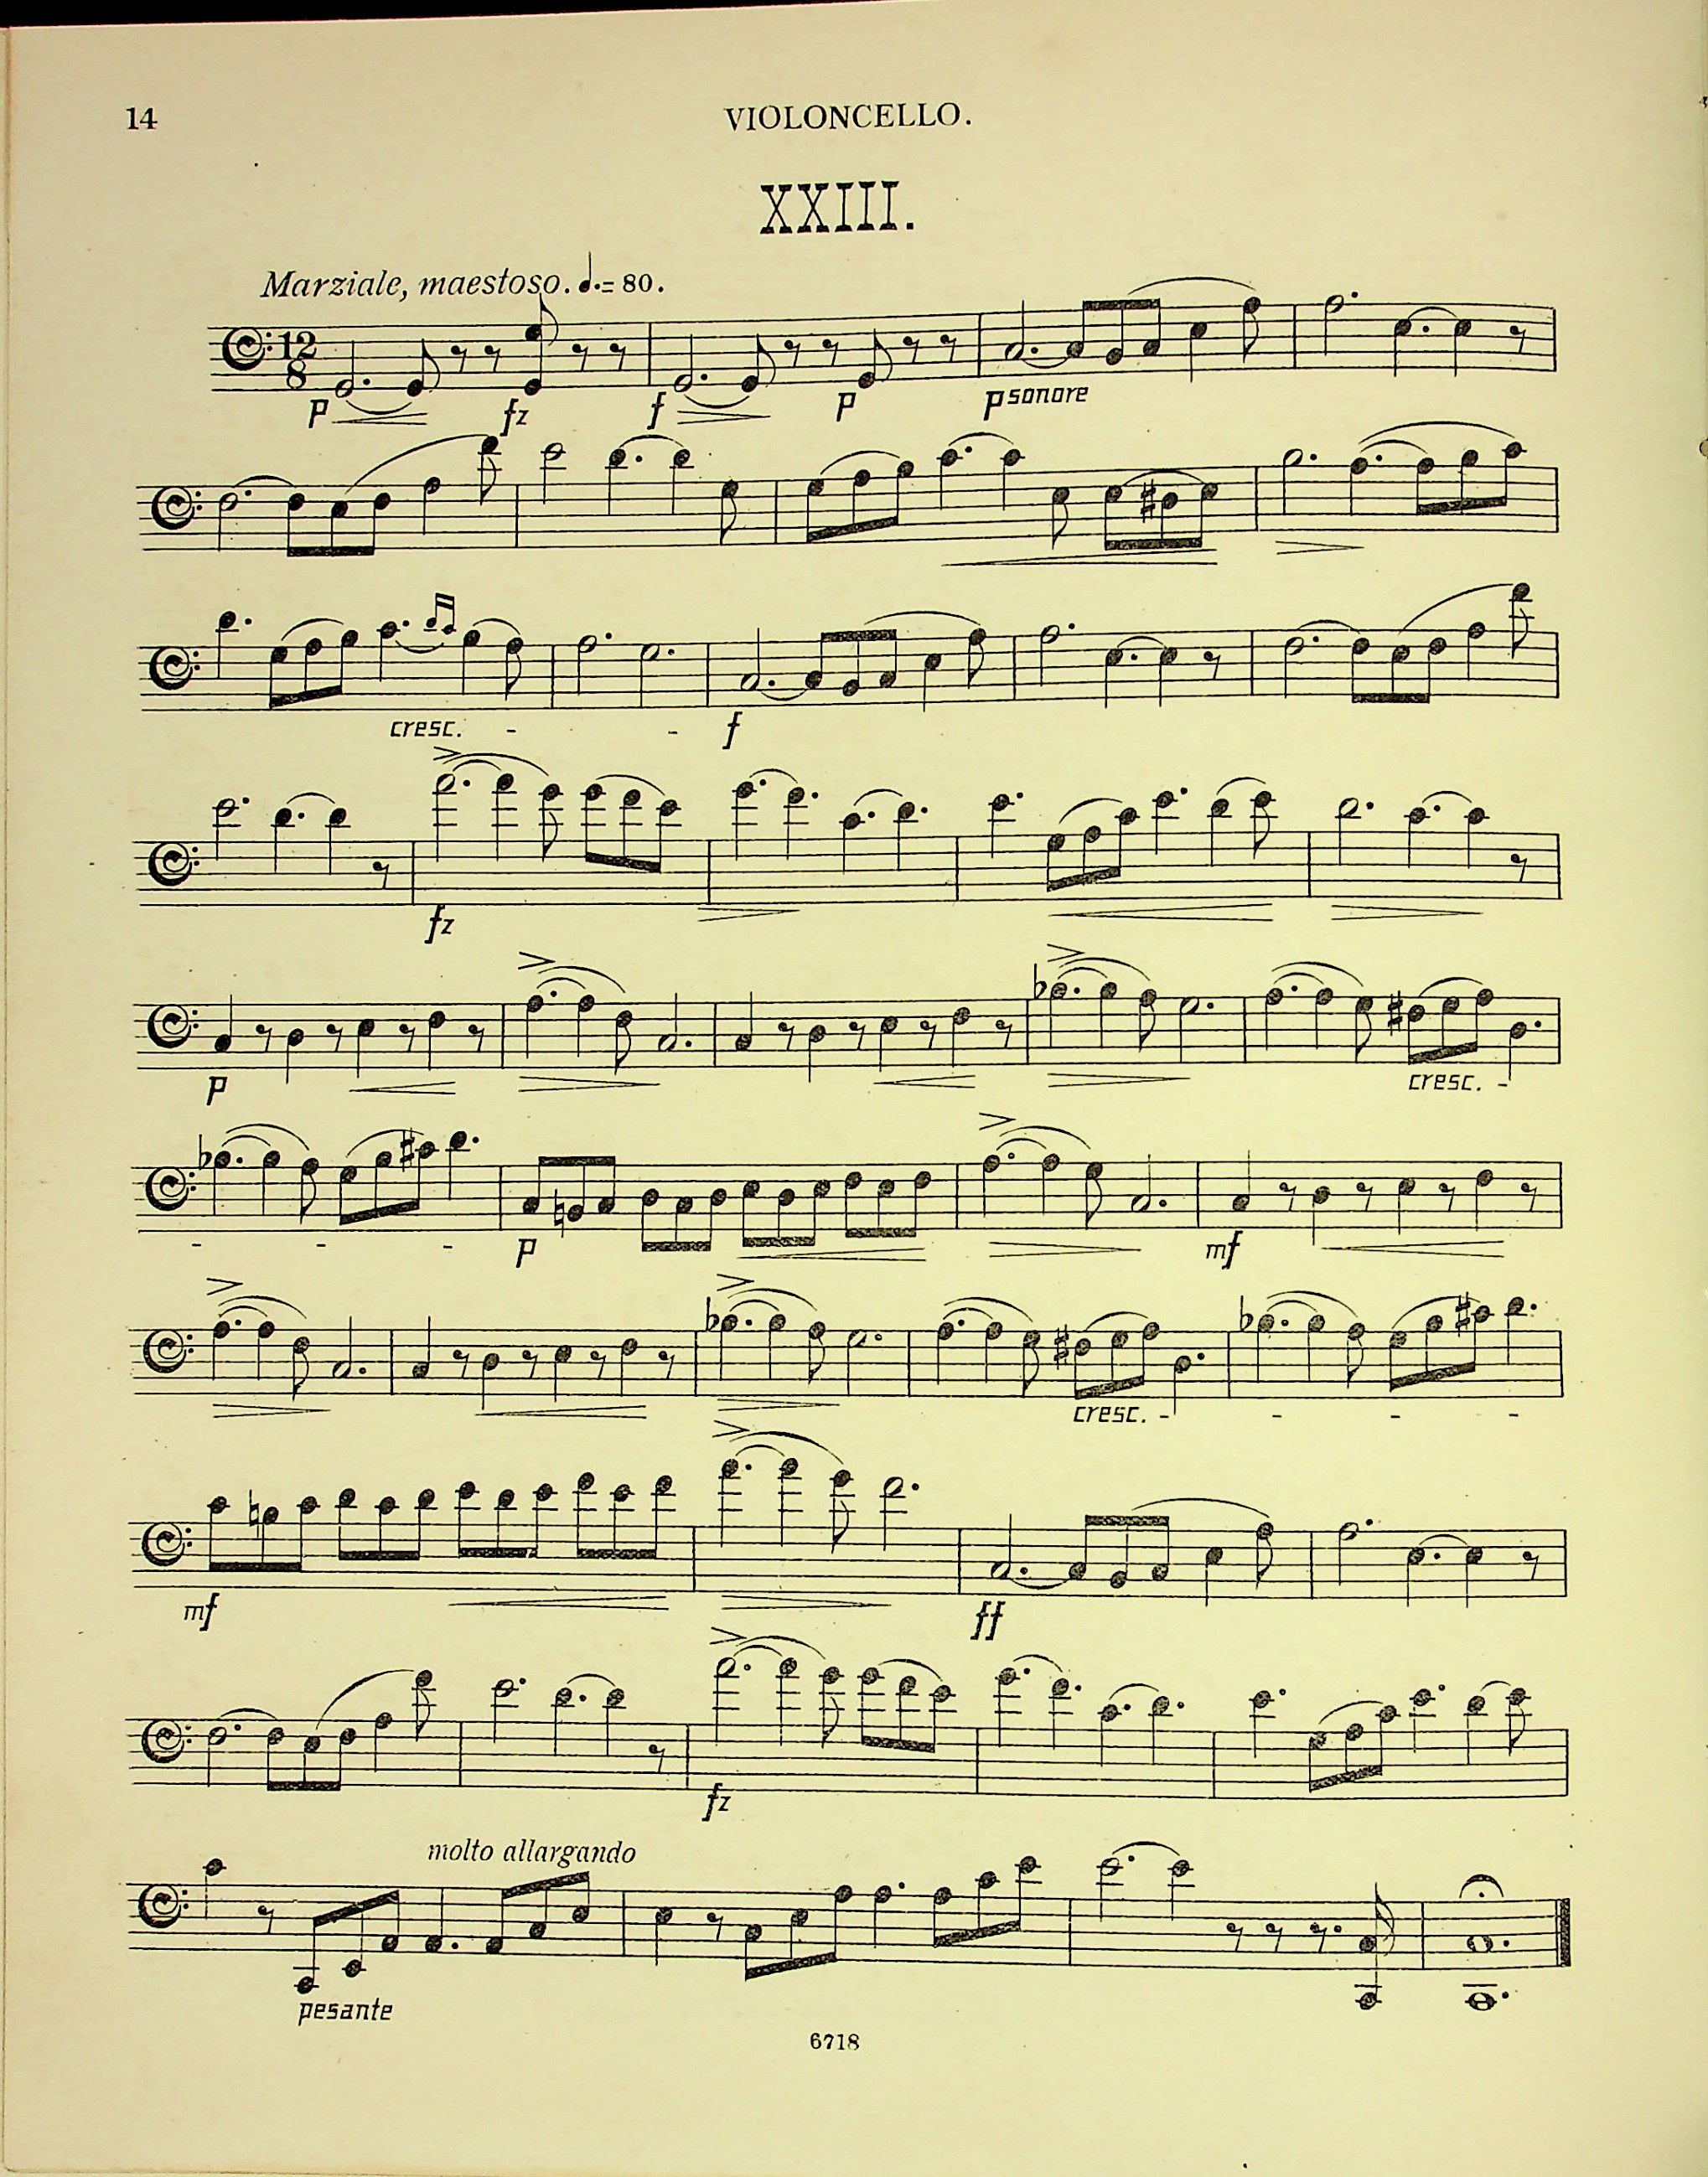 14
VIOLONCELLO.
XXIII.
Marziale, maestoso. = 80.
12
8
p fz f p p sonore
cresc. - - f
fz
p cresc. -
- - - p mf
cresc. - - - -
mf ff
fz
molto allargando
pesante
6718